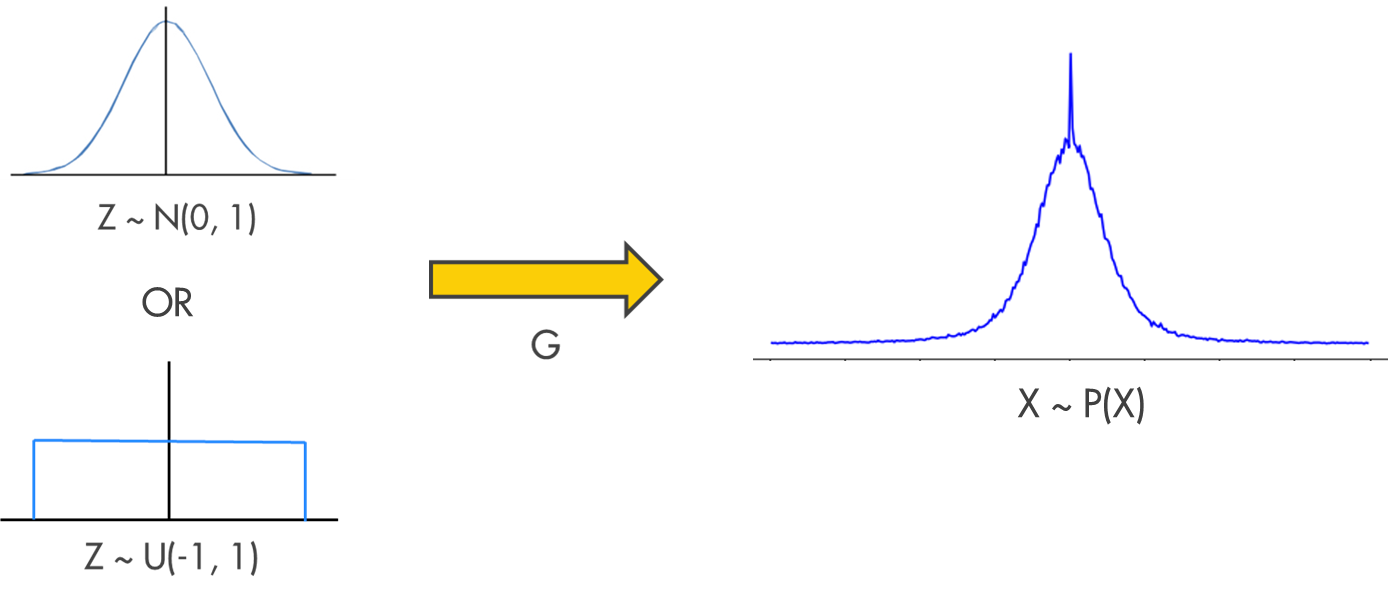 Z ~ N(0, 1)
OR
Z ~ U(-1, 1)
G
X ~ P(X)